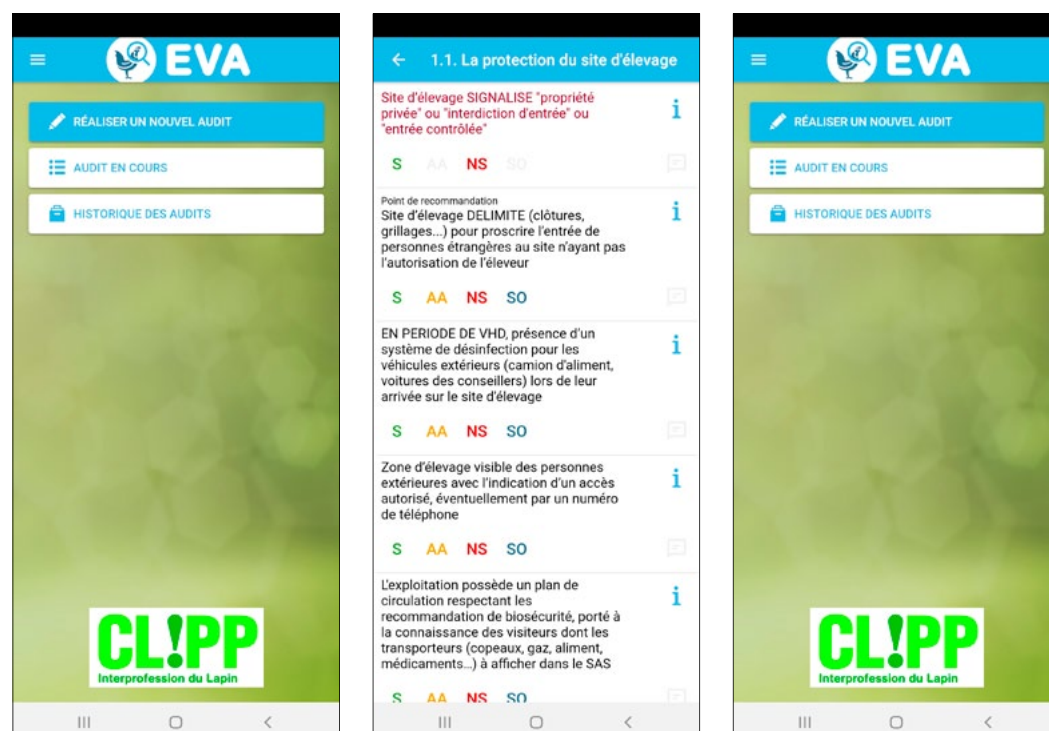 EVA
RÉALISER UN NOUVEL AUDIT
AUDIT EN COURS
HISTORIQUE DES AUDITS
CL!PP
Interprofession du Lapin
1.1. La protection du site d'élevage
Site d'élevage SIGNALISE "propriété
privée" ou "interdiction d'entrée" ou
"entrée contrôlée"
S AA NS SO
Point de recommandation
Site d'élevage DELIMITE (clôtures,
grillages...) pour proscrire l'entrée de
personnes étrangères au site n'ayant pas
l'autorisation de l'éleveur
S AA NS SO
EN PERIODE DE VHD, présence d'un
système de désinfection pour les
véhicules extérieurs (camion d'aliment,
voitures des conseillers) lors de leur
arrivée sur le site d'élevage
S AA NS SO
Zone d'élevage visible des personnes
extérieures avec l'indication d'un accès
autorisé, éventuellement par un numéro
de téléphone
S AA NS SO
L'exploitation possède un plan de
circulation respectant les
recommandation de biosécurité, porté à
la connaissance des visiteurs dont les
transporteurs (copeaux, gaz, aliment,
médicaments...) à afficher dans le SAS
S AA NS SO
EVA
RÉALISER UN NOUVEL AUDIT
AUDIT EN COURS
HISTORIQUE DES AUDITS
CL!PP
Interprofession du Lapin